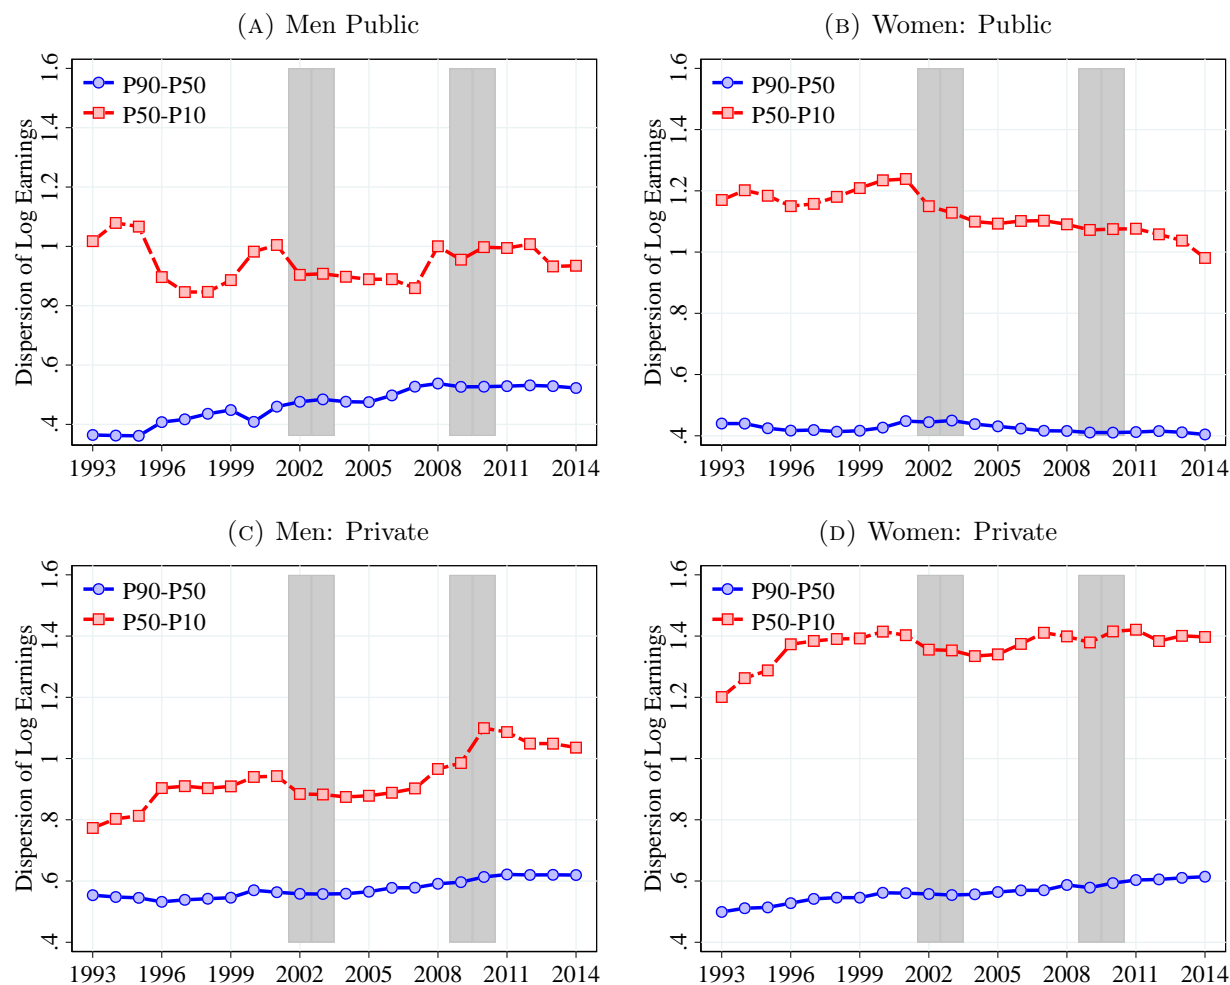 (A) Men Public
Dispersion of Log Earnings
.4 .6 .8 1 1.2 1.4 1.6
P90-P50
P50-P10
1993 1996 1999 2002 2005 2008 2011 2014
(B) Women: Public
Dispersion of Log Earnings
.4 .6 .8 1 1.2 1.4 1.6
P90-P50
P50-P10
1993 1996 1999 2002 2005 2008 2011 2014
(C) Men: Private
Dispersion of Log Earnings
.4 .6 .8 1 1.2 1.4 1.6
P90-P50
P50-P10
1993 1996 1999 2002 2005 2008 2011 2014
(D) Women: Private
Dispersion of Log Earnings
.4 .6 .8 1 1.2 1.4 1.6
P90-P50
P50-P10
1993 1996 1999 2002 2005 2008 2011 2014